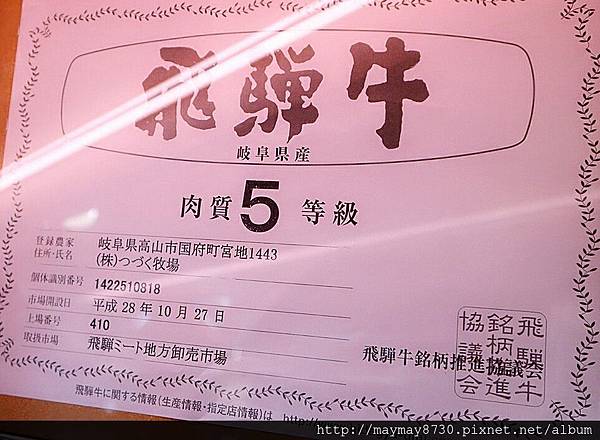 飛騨牛
岐阜県産
肉質5等級
登録農家
住所・氏名
岐阜県高山市国府町宮地1443
(株)つづく牧場
個体識別番号 1422510818
市場開設日 平成28年10月27日
上場番号 410
取扱市場 飛騨ミート地方卸売市場
飛騨牛銘柄推進協議会
飛騨牛銘柄推進協議会
飛騨牛に関する情報(生産情報・指定店情報)は http:/
http://maymay8730.pixnet.net/album